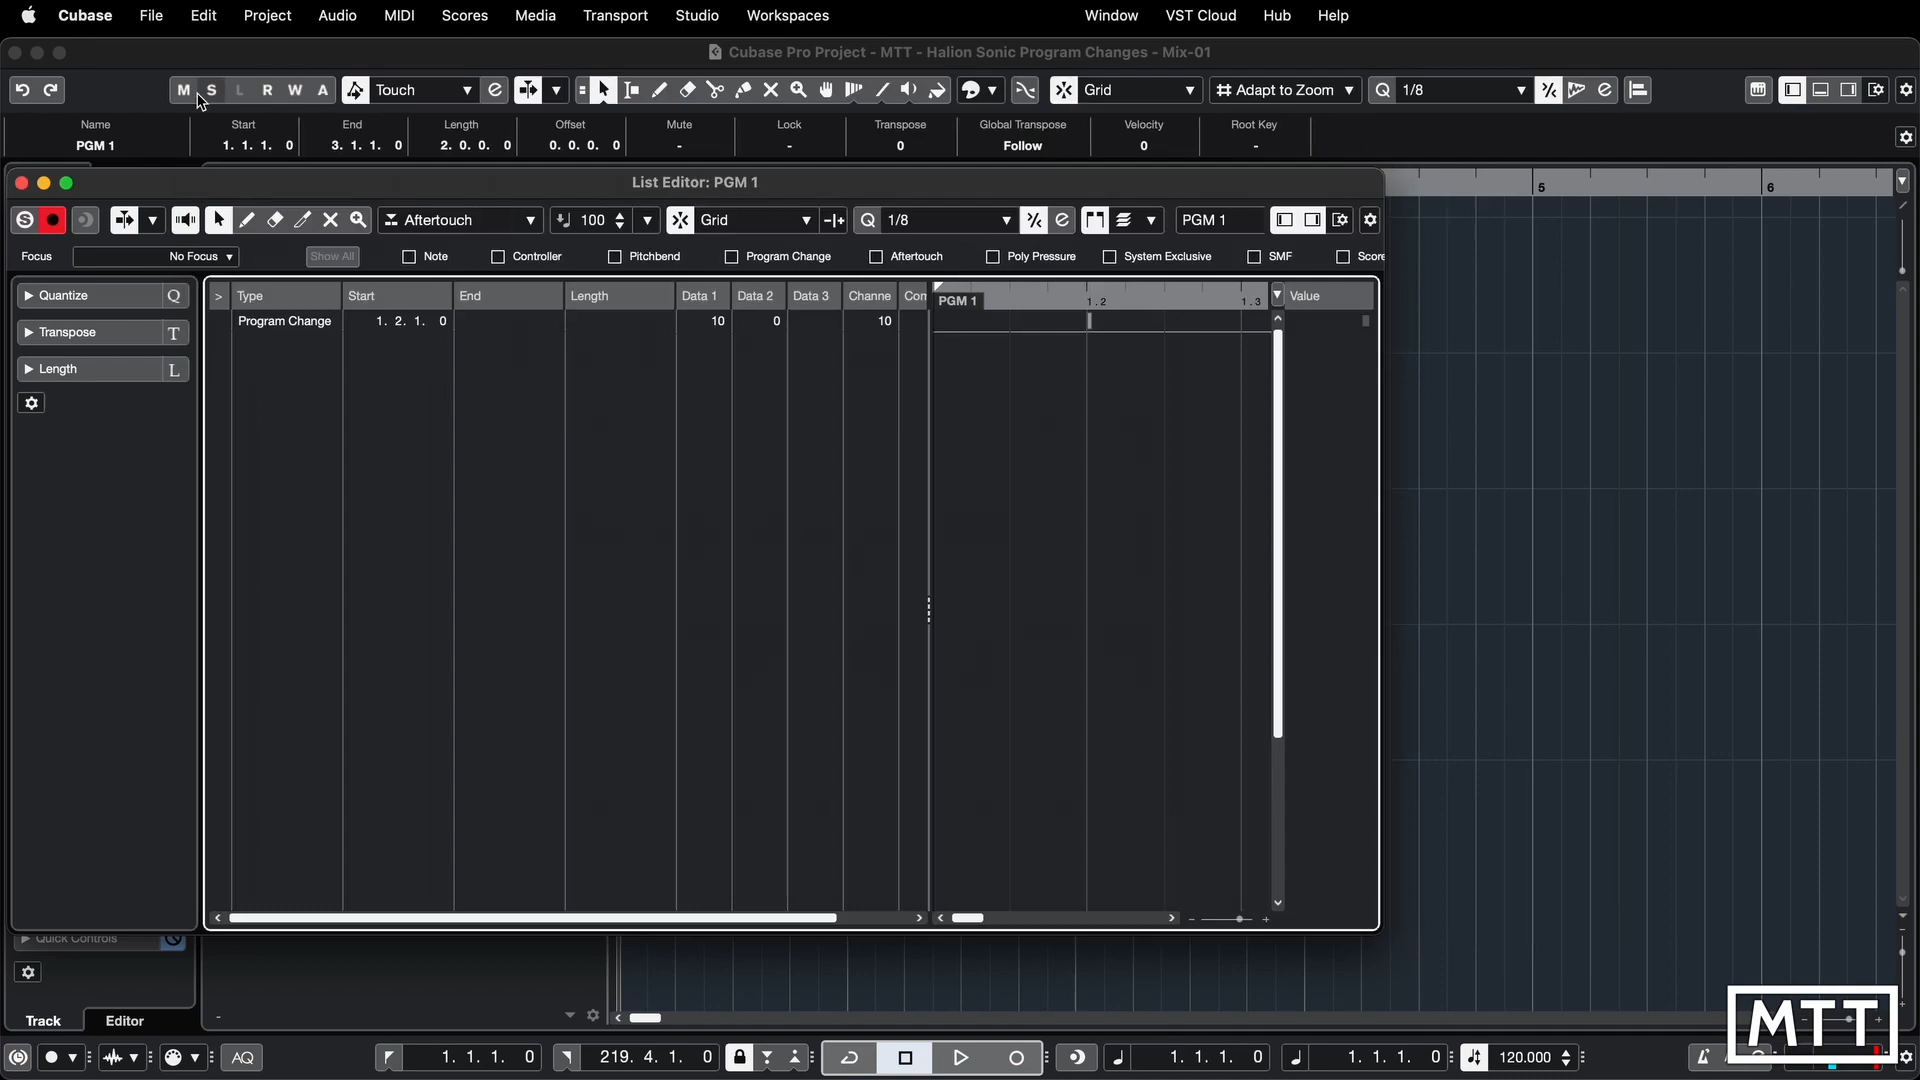 Cubase File Edit Project Audio MIDI Scores Media Transport Studio Workspaces Window VST Cloud Hub Help
Cubase Pro Project - MTT - Halion Sonic Program Changes - Mix-01
M S L R W A Touch Grid Adapt to Zoom Q 1/8
Name Start End Length Offset Mute Lock Transpose Global Transpose Velocity Root Key
PGM 1 1. 1. 1. 0 3. 1. 1. 0 2. 0. 0. 0 0. 0. 0. 0 - - 0 Follow 0 -
List Editor: PGM 1
5 6
S Aftertouch 100 Grid Q 1/8 PGM 1
Focus No Focus Show All Note Controller Pitchbend Program Change Aftertouch Poly Pressure System Exclusive SMF Score
Quantize Q
> Type Start End Length Data 1 Data 2 Data 3 Channe Con PGM 1 1.2 1.3 Value
Program Change 1. 2. 1. 0 10 0 10
Transpose T
Length L
Quick Controls
Track Editor -
MTT
AQ 1. 1. 1. 0 219. 4. 1. 0 1. 1. 1. 0 1. 1. 1. 0 120.000